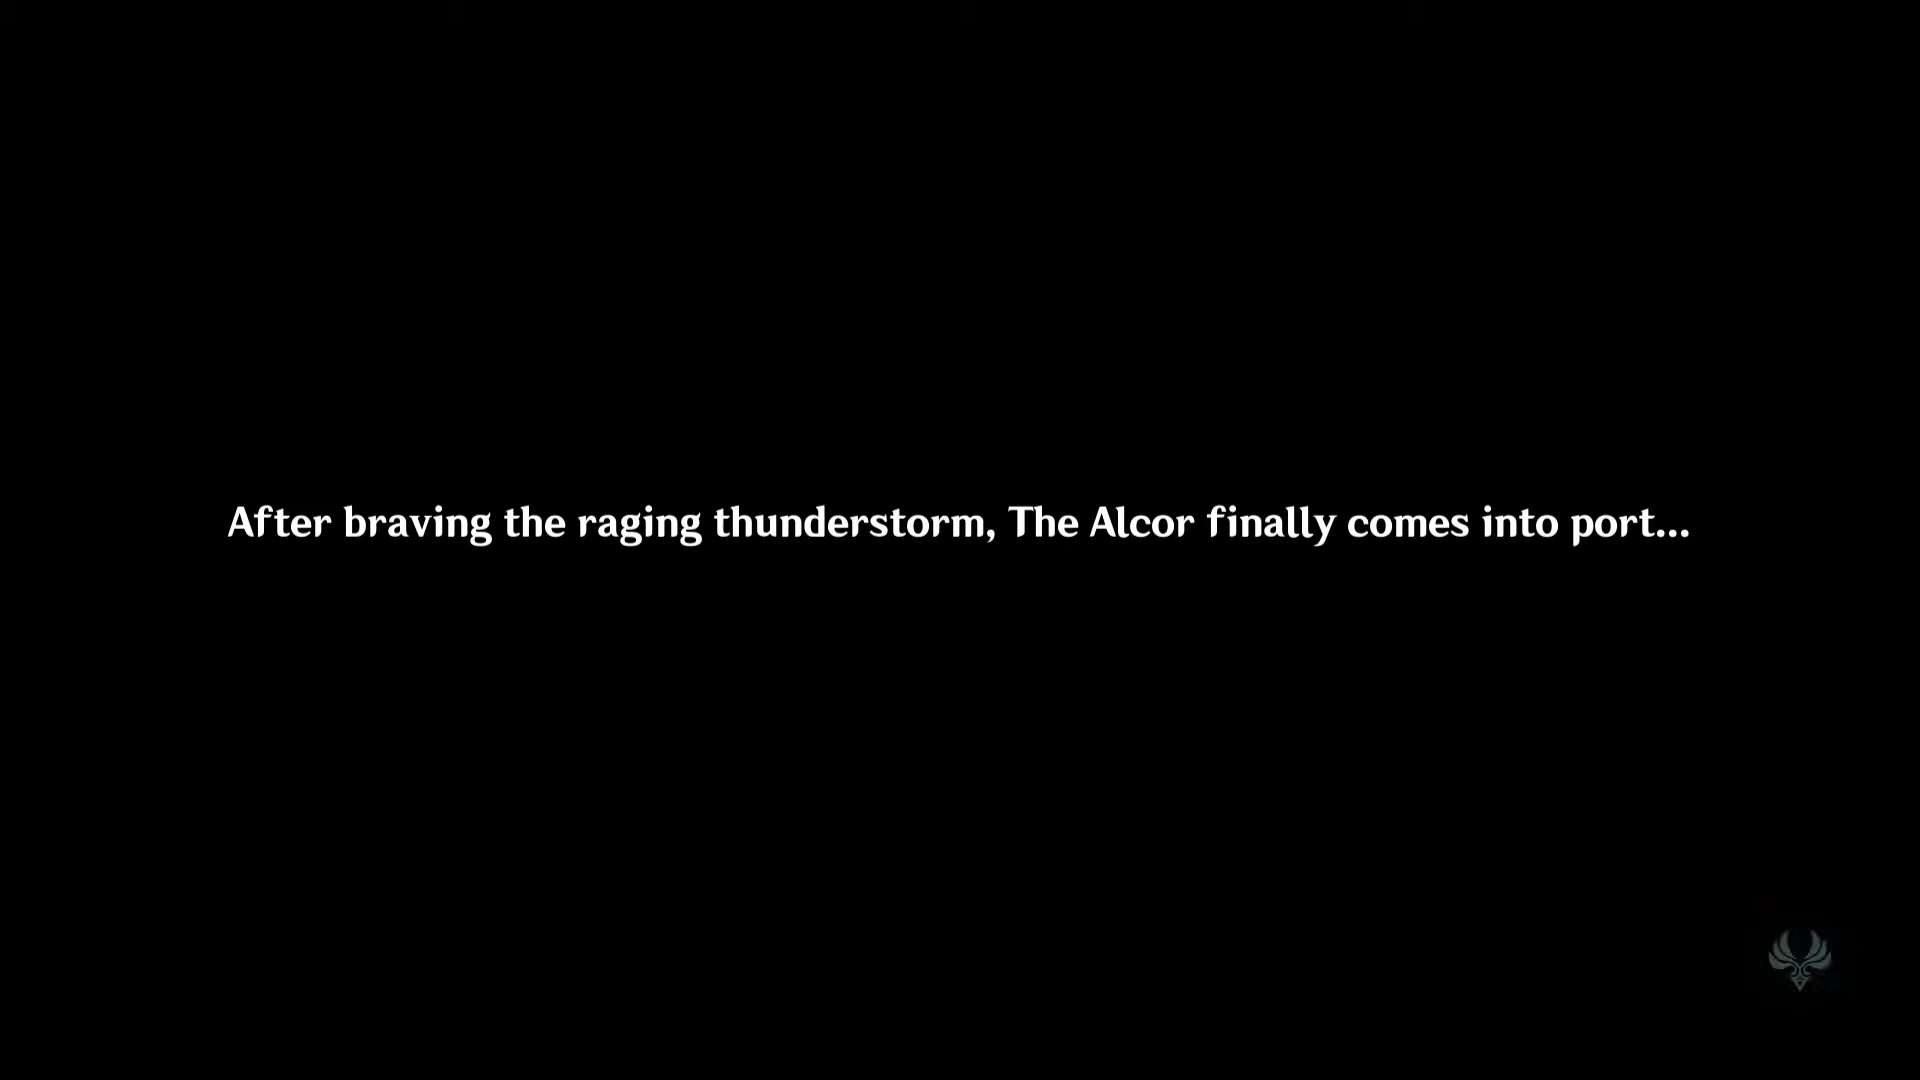 After braving the raging thunderstorm, The Alcor finally comes into port...